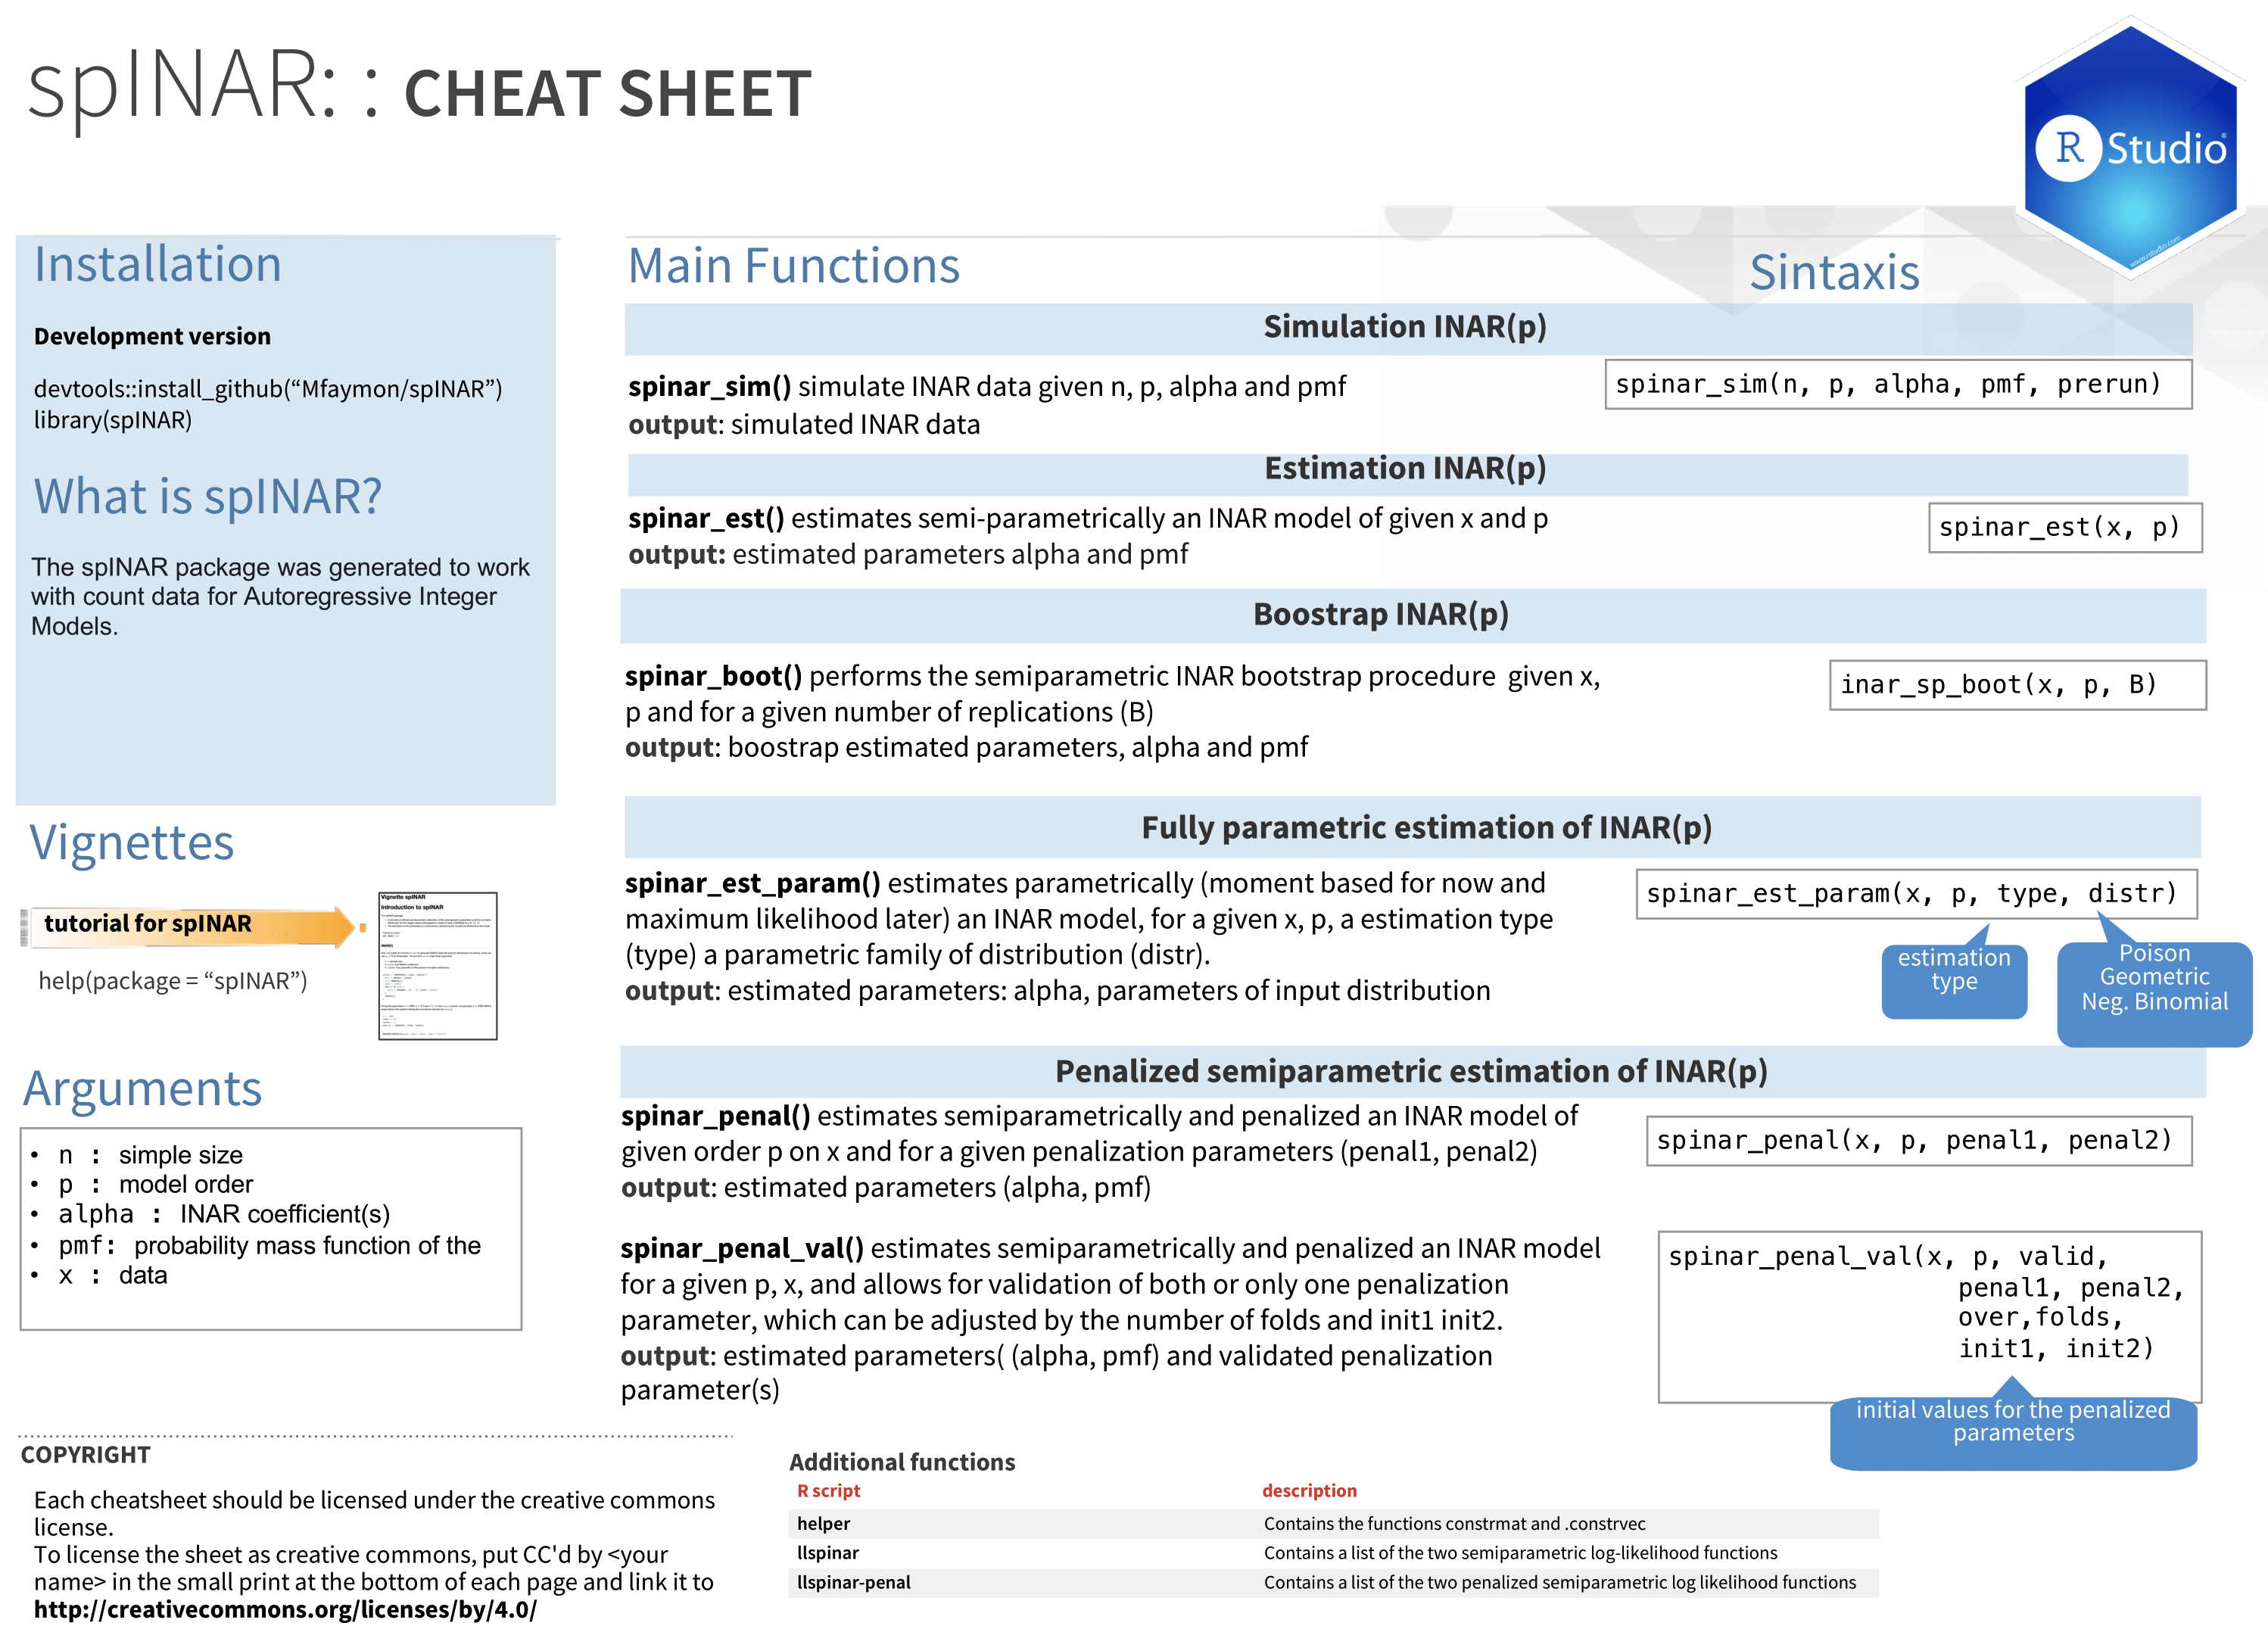 spINAR: : CHEAT SHEET
R Studio®
www.rstudio.com
Installation
Development version
devtools::install_github(“Mfaymon/spINAR”)
library(spINAR)
What is spINAR?
The spINAR package was generated to work
with count data for Autoregressive Integer
Models.
Vignettes
tutorial for spINAR
Vignette spINAR
Introduction to spINAR
help(package = “spINAR”)
Arguments
• n : simple size
• p : model order
• alpha : INAR coefficient(s)
• pmf: probability mass function of the
• x : data
Main Functions
Sintaxis
Simulation INAR(p)
spinar_sim() simulate INAR data given n, p, alpha and pmf
output: simulated INAR data
spinar_sim(n, p, alpha, pmf, prerun)
Estimation INAR(p)
spinar_est() estimates semi-parametrically an INAR model of given x and p
output: estimated parameters alpha and pmf
spinar_est(x, p)
Boostrap INAR(p)
spinar_boot() performs the semiparametric INAR bootstrap procedure given x,
p and for a given number of replications (B)
output: boostrap estimated parameters, alpha and pmf
inar_sp_boot(x, p, B)
Fully parametric estimation of INAR(p)
spinar_est_param() estimates parametrically (moment based for now and
maximum likelihood later) an INAR model, for a given x, p, a estimation type
(type) a parametric family of distribution (distr).
output: estimated parameters: alpha, parameters of input distribution
spinar_est_param(x, p, type, distr)
estimation
type
Poison
Geometric
Neg. Binomial
Penalized semiparametric estimation of INAR(p)
spinar_penal() estimates semiparametrically and penalized an INAR model of
given order p on x and for a given penalization parameters (penal1, penal2)
output: estimated parameters (alpha, pmf)
spinar_penal(x, p, penal1, penal2)
spinar_penal_val() estimates semiparametrically and penalized an INAR model
for a given p, x, and allows for validation of both or only one penalization
parameter, which can be adjusted by the number of folds and init1 init2.
output: estimated parameters( (alpha, pmf) and validated penalization
parameter(s)
spinar_penal_val(x, p, valid,
penal1, penal2,
over,folds,
init1, init2)
initial values for the penalized
parameters
COPYRIGHT
Each cheatsheet should be licensed under the creative commons
license.
To license the sheet as creative commons, put CC'd by <your
name> in the small print at the bottom of each page and link it to
http://creativecommons.org/licenses/by/4.0/
Additional functions
R script description
helper Contains the functions constrmat and .constrvec
llspinar Contains a list of the two semiparametric log-likelihood functions
llspinar-penal Contains a list of the two penalized semiparametric log likelihood functions